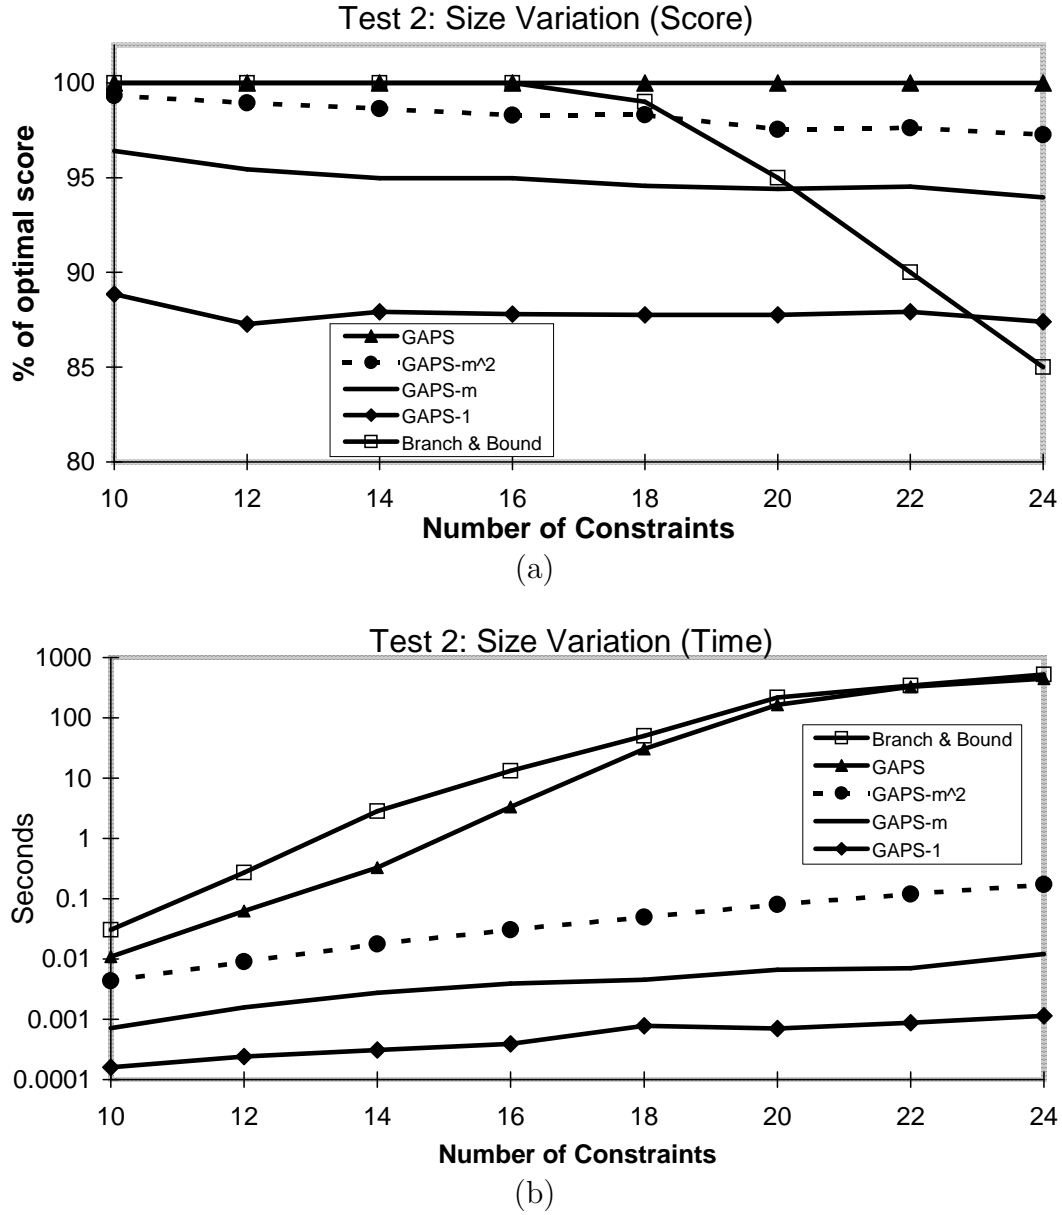 Test 2: Size Variation (Score)
100
95
90
85
80
% of optimal score
GAPS
GAPS-m^2
GAPS-m
GAPS-1
Branch & Bound
10 12 14 16 18 20 22 24
Number of Constraints
(a)
Test 2: Size Variation (Time)
1000
100
10
1
0.1
0.01
0.001
0.0001
Seconds
Branch & Bound
GAPS
GAPS-m^2
GAPS-m
GAPS-1
10 12 14 16 18 20 22 24
Number of Constraints
(b)